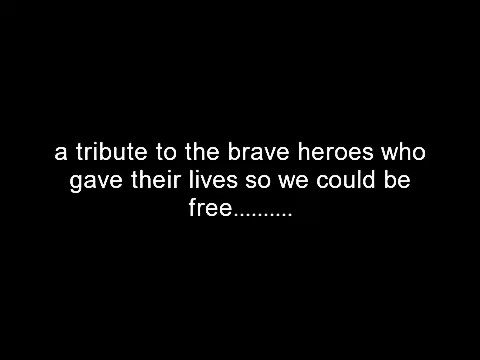 a tribute to the brave heroes who
gave their lives so we could be
free..........